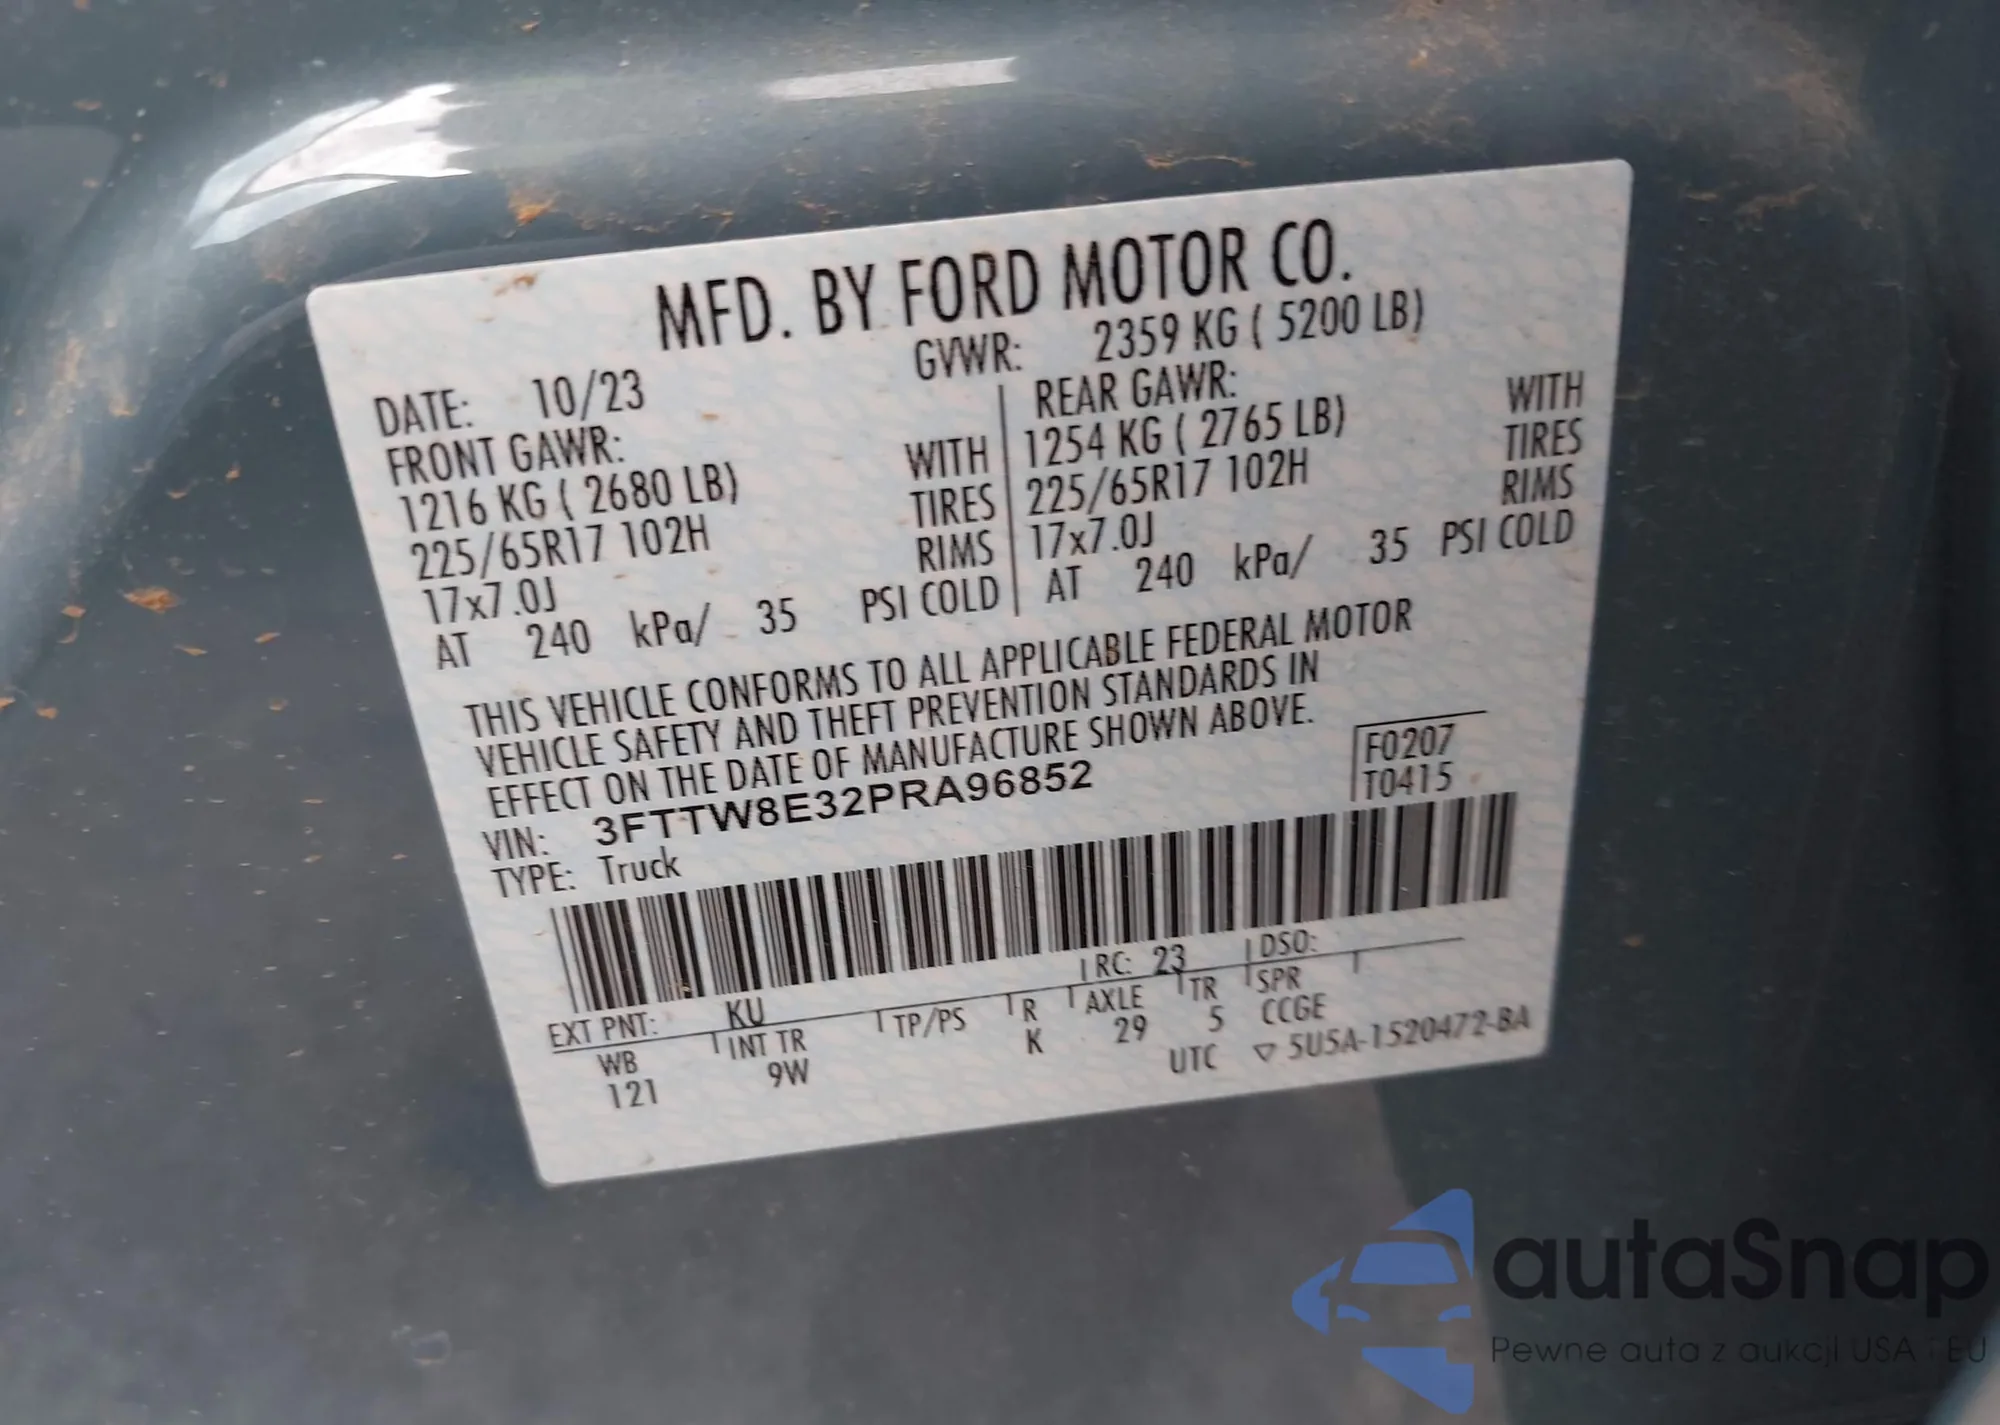 MFD. BY FORD MOTOR CO.
DATE: 10/23 GVWR: 2359 KG ( 5200 LB)
FRONT GAWR: REAR GAWR:
1216 KG ( 2680 LB) WITH 1254 KG ( 2765 LB) WITH
225/65R17 102H TIRES 225/65R17 102H TIRES
17x7.0J RIMS 17x7.0J RIMS
AT 240 kPa/ 35 PSI COLD AT 240 kPa/ 35 PSI COLD
THIS VEHICLE CONFORMS TO ALL APPLICABLE FEDERAL MOTOR
VEHICLE SAFETY AND THEFT PREVENTION STANDARDS IN
EFFECT ON THE DATE OF MANUFACTURE SHOWN ABOVE.
VIN: 3FTTW8E32PRA96852 F0207
TYPE: Truck T0415
EXT PNT: KU RC: 23 DSO:
WB INT TR TP/PS R AXLE TR SPR
121 9W K 29 5 CCGE
UTC ▽ 5U5A-1520472-BA
autaSnap
Pewne auta z aukcji USA i EU